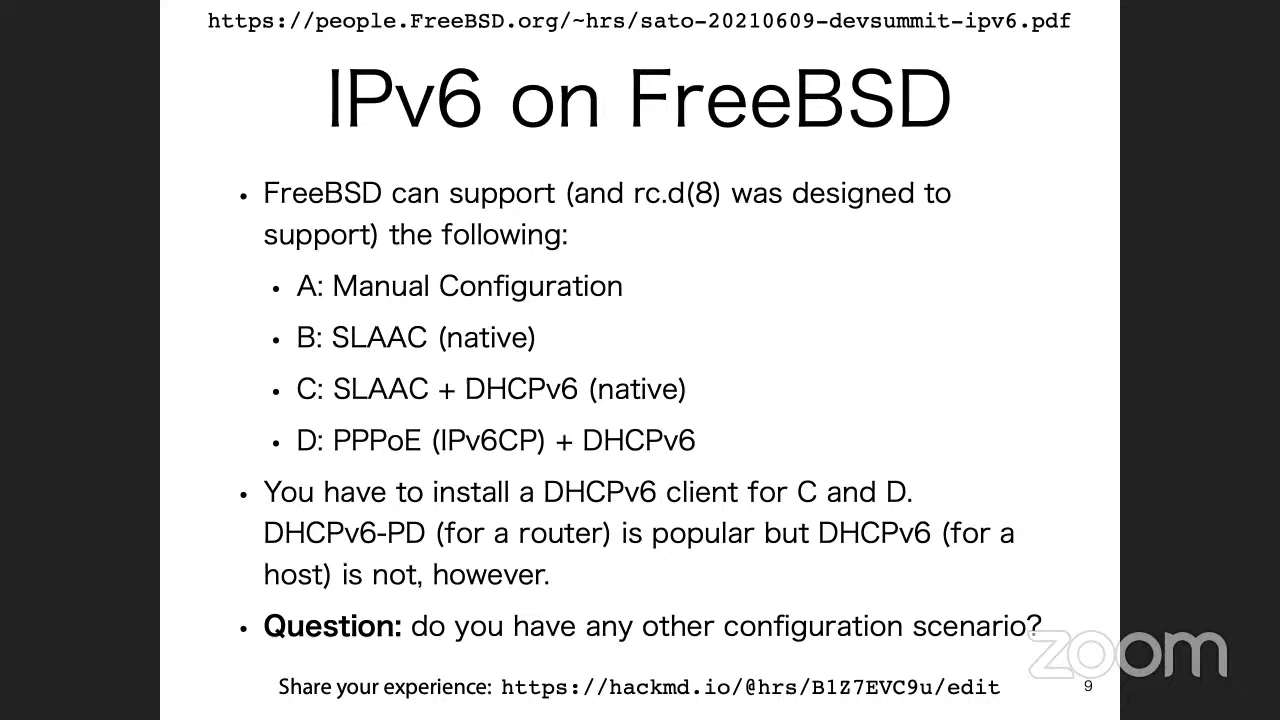 https://people.FreeBSD.org/~hrs/sato-20210609-devsummit-ipv6.pdf
IPv6 on FreeBSD
• FreeBSD can support (and rc.d(8) was designed to
support) the following:
• A: Manual Configuration
• B: SLAAC (native)
• C: SLAAC + DHCPv6 (native)
• D: PPPoE (IPv6CP) + DHCPv6
• You have to install a DHCPv6 client for C and D.
DHCPv6-PD (for a router) is popular but DHCPv6 (for a
host) is not, however.
• Question: do you have any other configuration scenario?
zoom
Share your experience: https://hackmd.io/@hrs/B1Z7EVC9u/edit
9